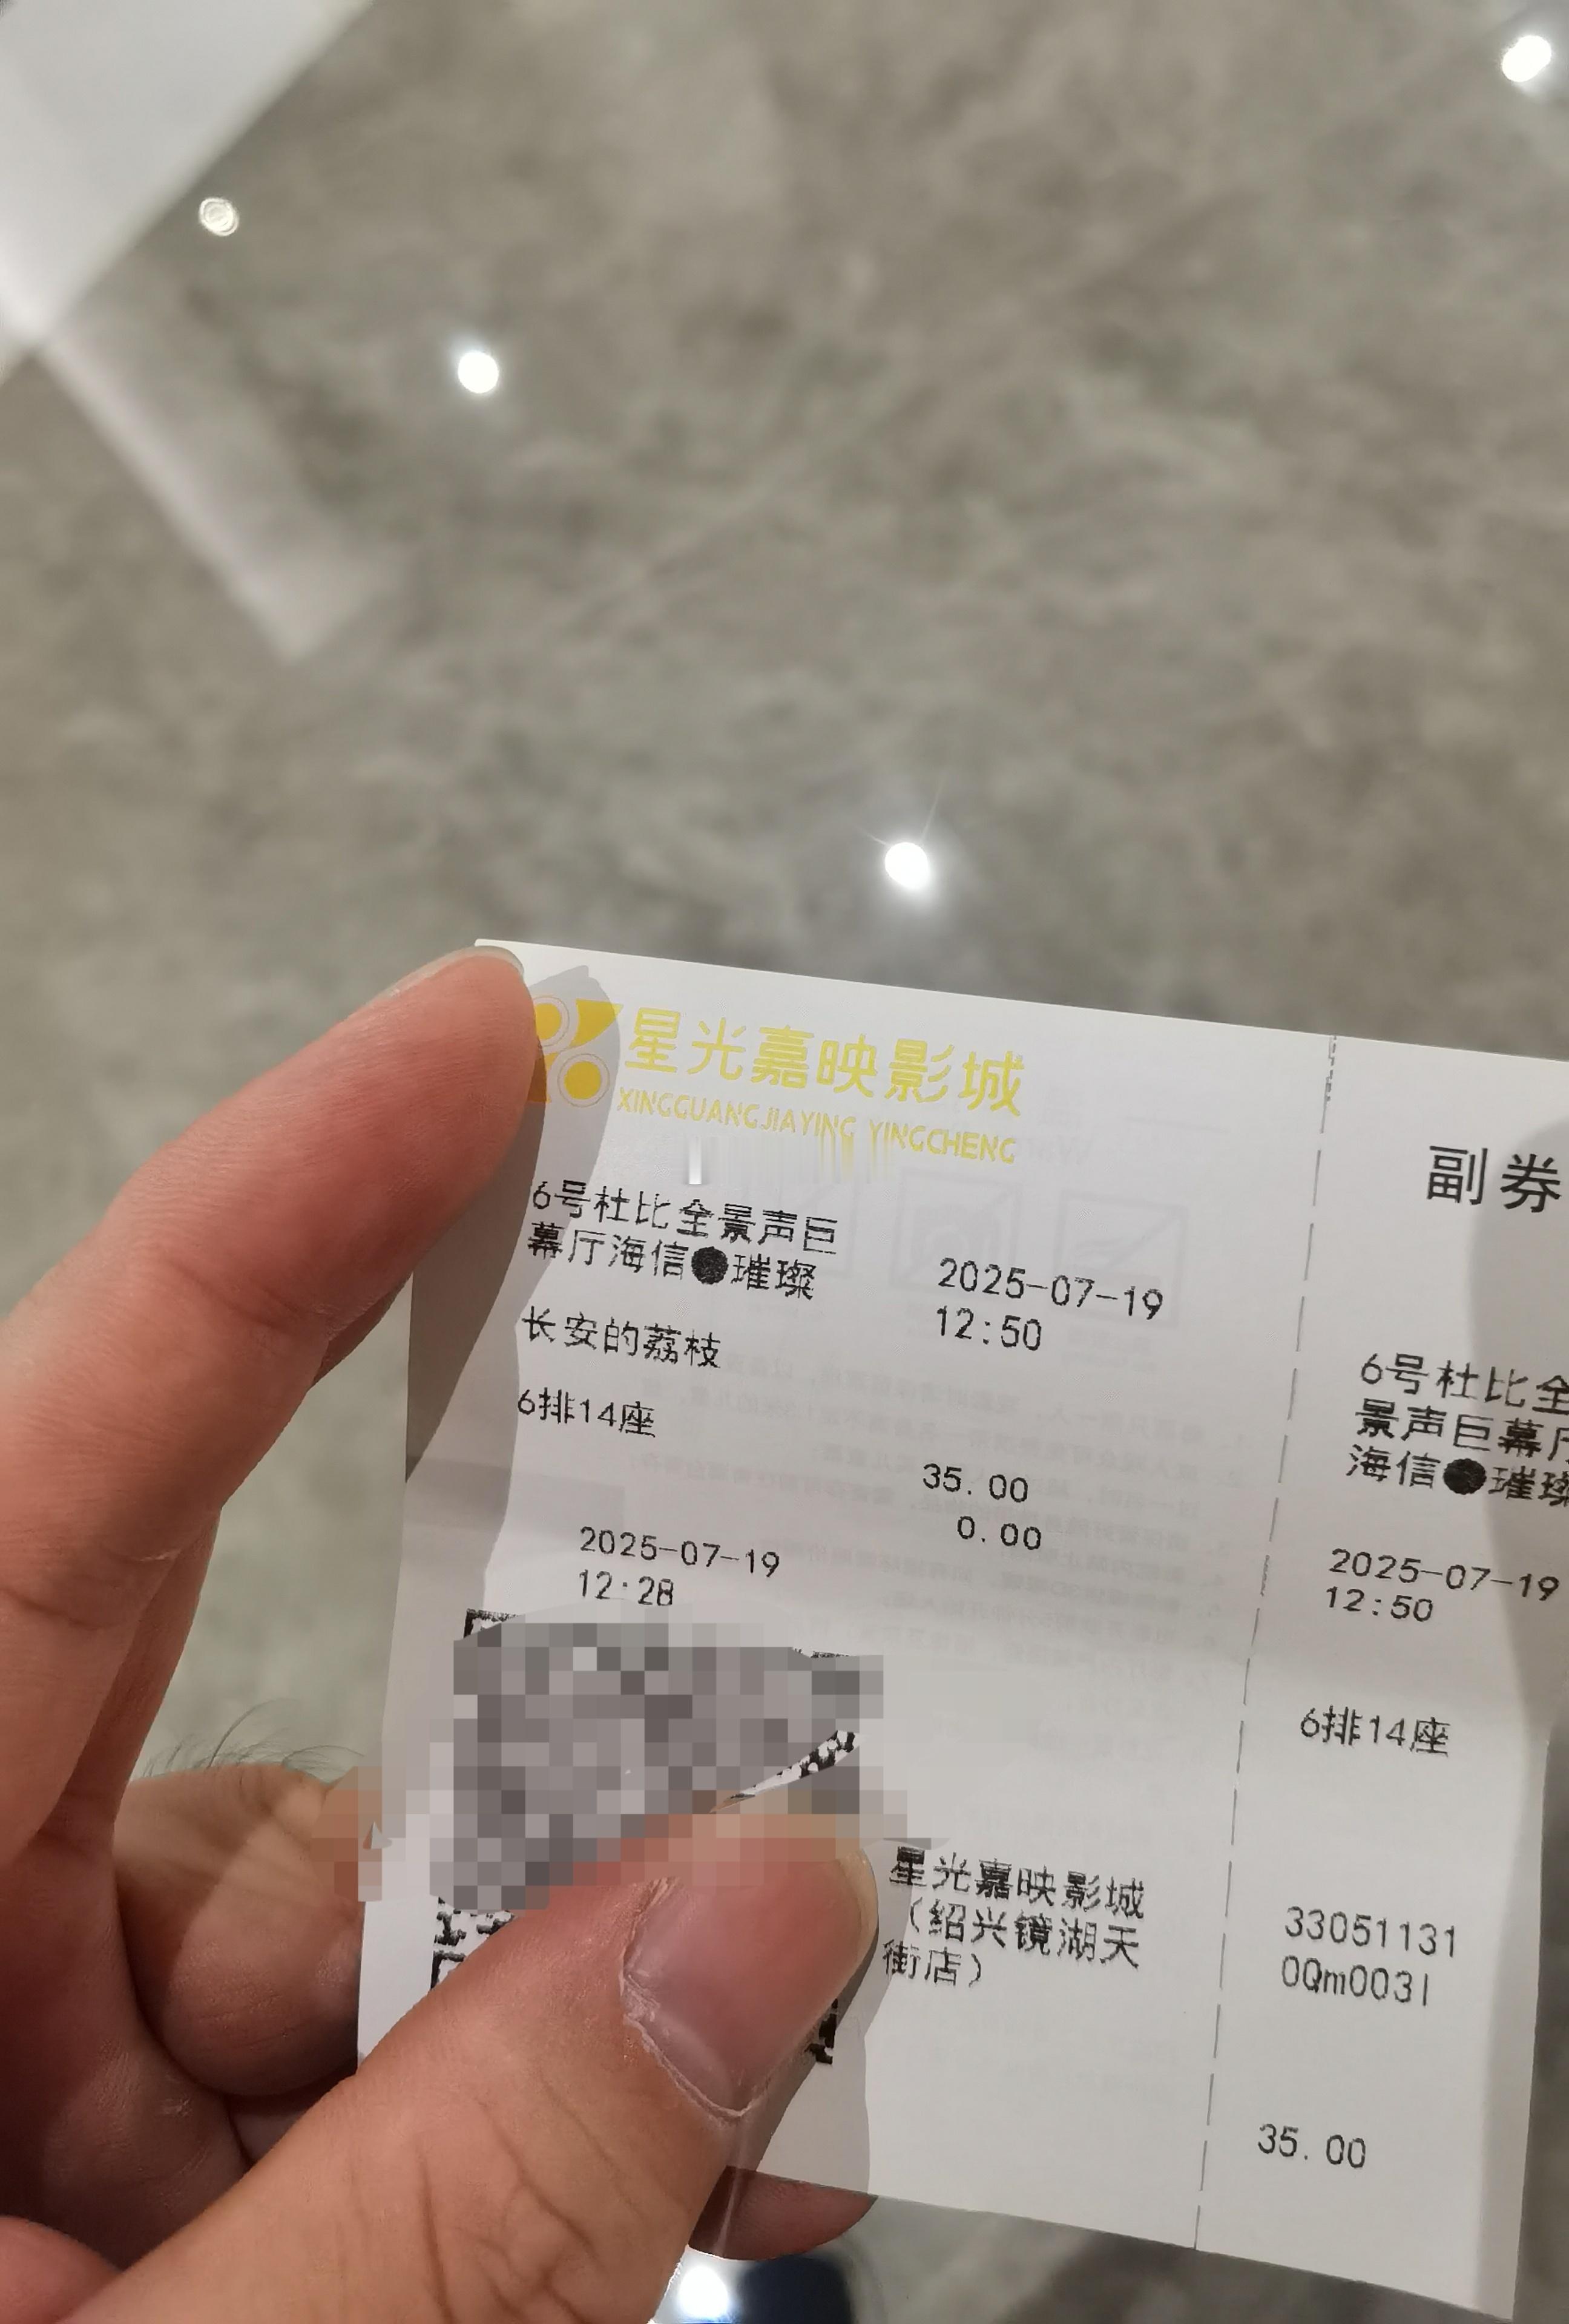 星光嘉映影城
XINGGUANGJIAYING YINGCHENG
6号杜比全景声巨
幕厅海信●璀璨
2025-07-19
12:50
长安的荔枝
6排14座
35.00
0.00
2025-07-19
12:28
星光嘉映影城
(绍兴镜湖天
街店)
副券
6号杜比全
景声巨幕厅
海信●璀璨
2025-07-19
12:50
6排14座
33051131
0Qm003l
35.00